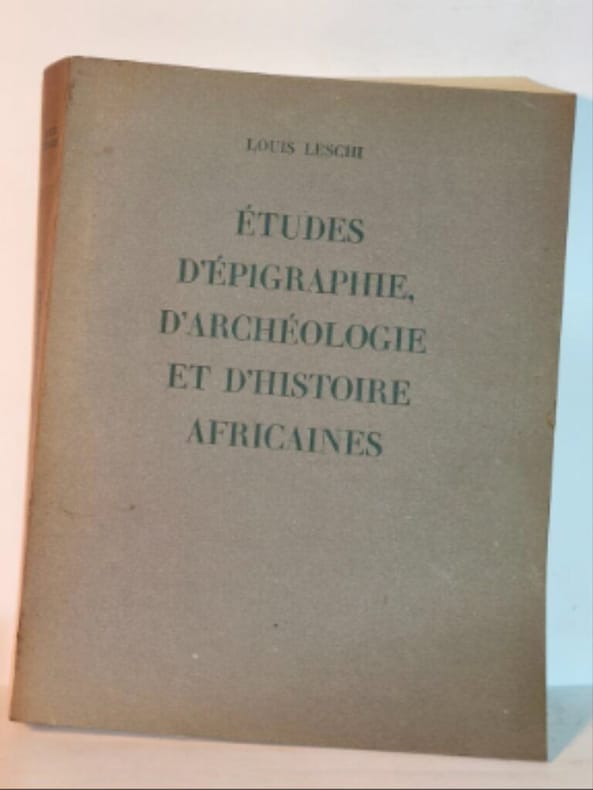 LOUIS LESCHI
ÉTUDES
D'ÉPIGRAPHIE,
D'ARCHÉOLOGIE
ET D'HISTOIRE
AFRICAINES